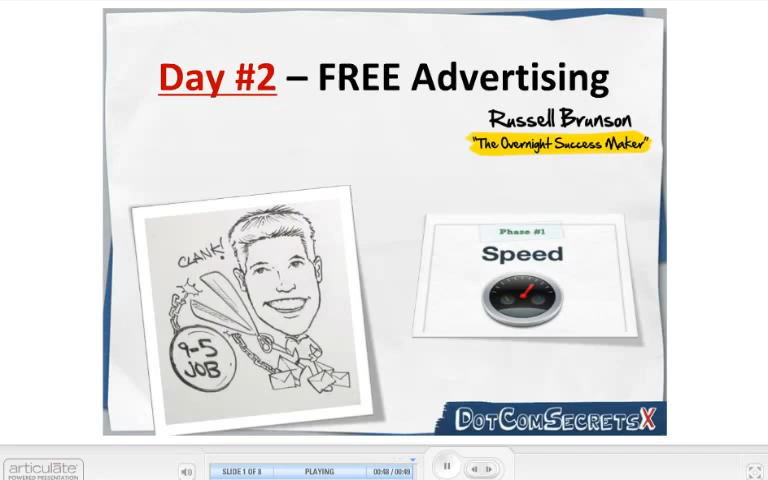 Day #2 – FREE Advertising
Russell Brunson
"The Overnight Success Maker"
Phase #1
Speed
CLANK!
9-5
JOB
DOTCOMSECRETSX
articulate
POWERED PRESENTATION
SLIDE 1 OF 8 PLAYING 00:48 / 00:49